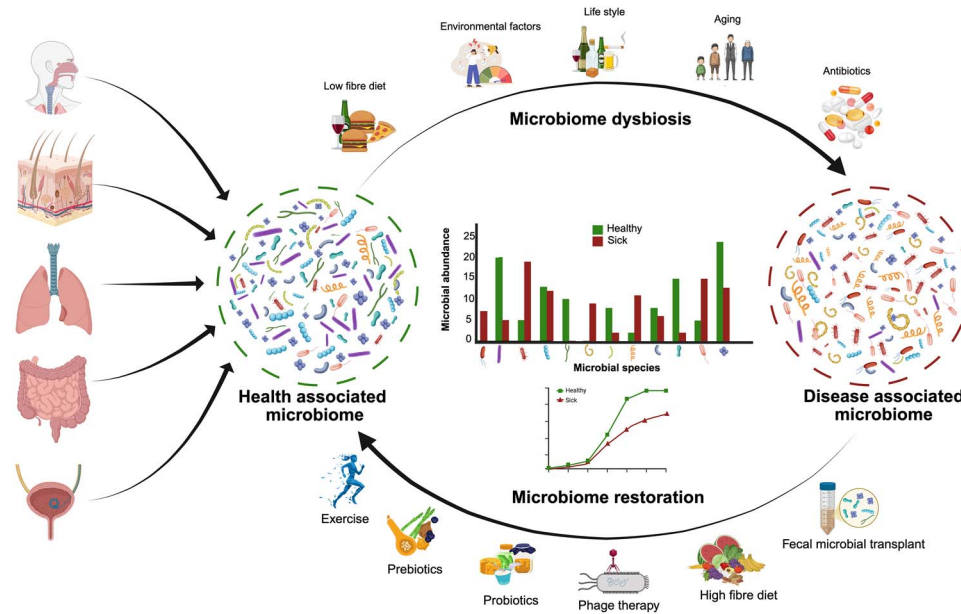 Environmental factors
Life style
Aging
Low fibre diet
Antibiotics
Microbiome dysbiosis
Healthy
Sick
Microbial abundance
25
20
15
10
5
0
Microbial species
Health associated
microbiome
Disease associated
microbiome
Healthy
Sick
Microbiome restoration
Exercise
Prebiotics
Probiotics
Phage therapy
High fibre diet
Fecal microbial transplant